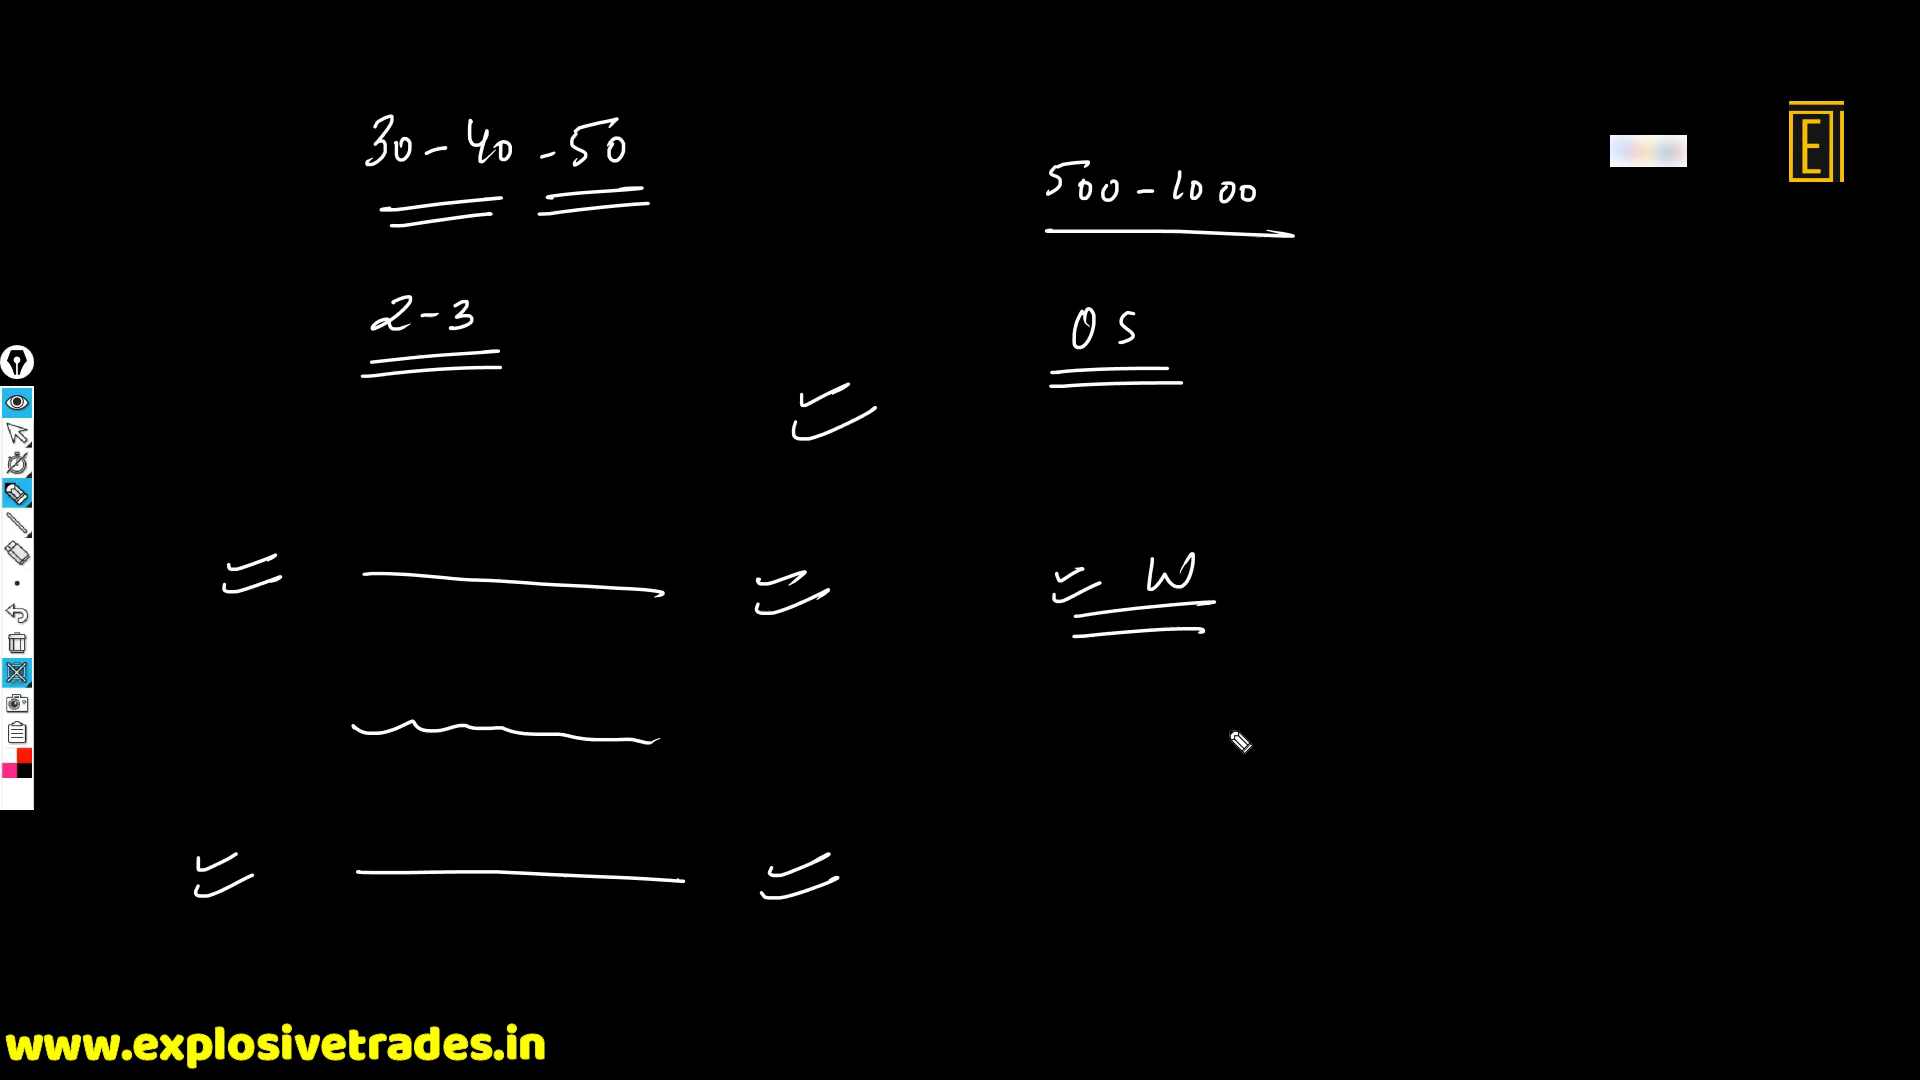 30 - 40 - 50
500 - 1000
2 - 3
OS
W
E
www.explosivetrades.in